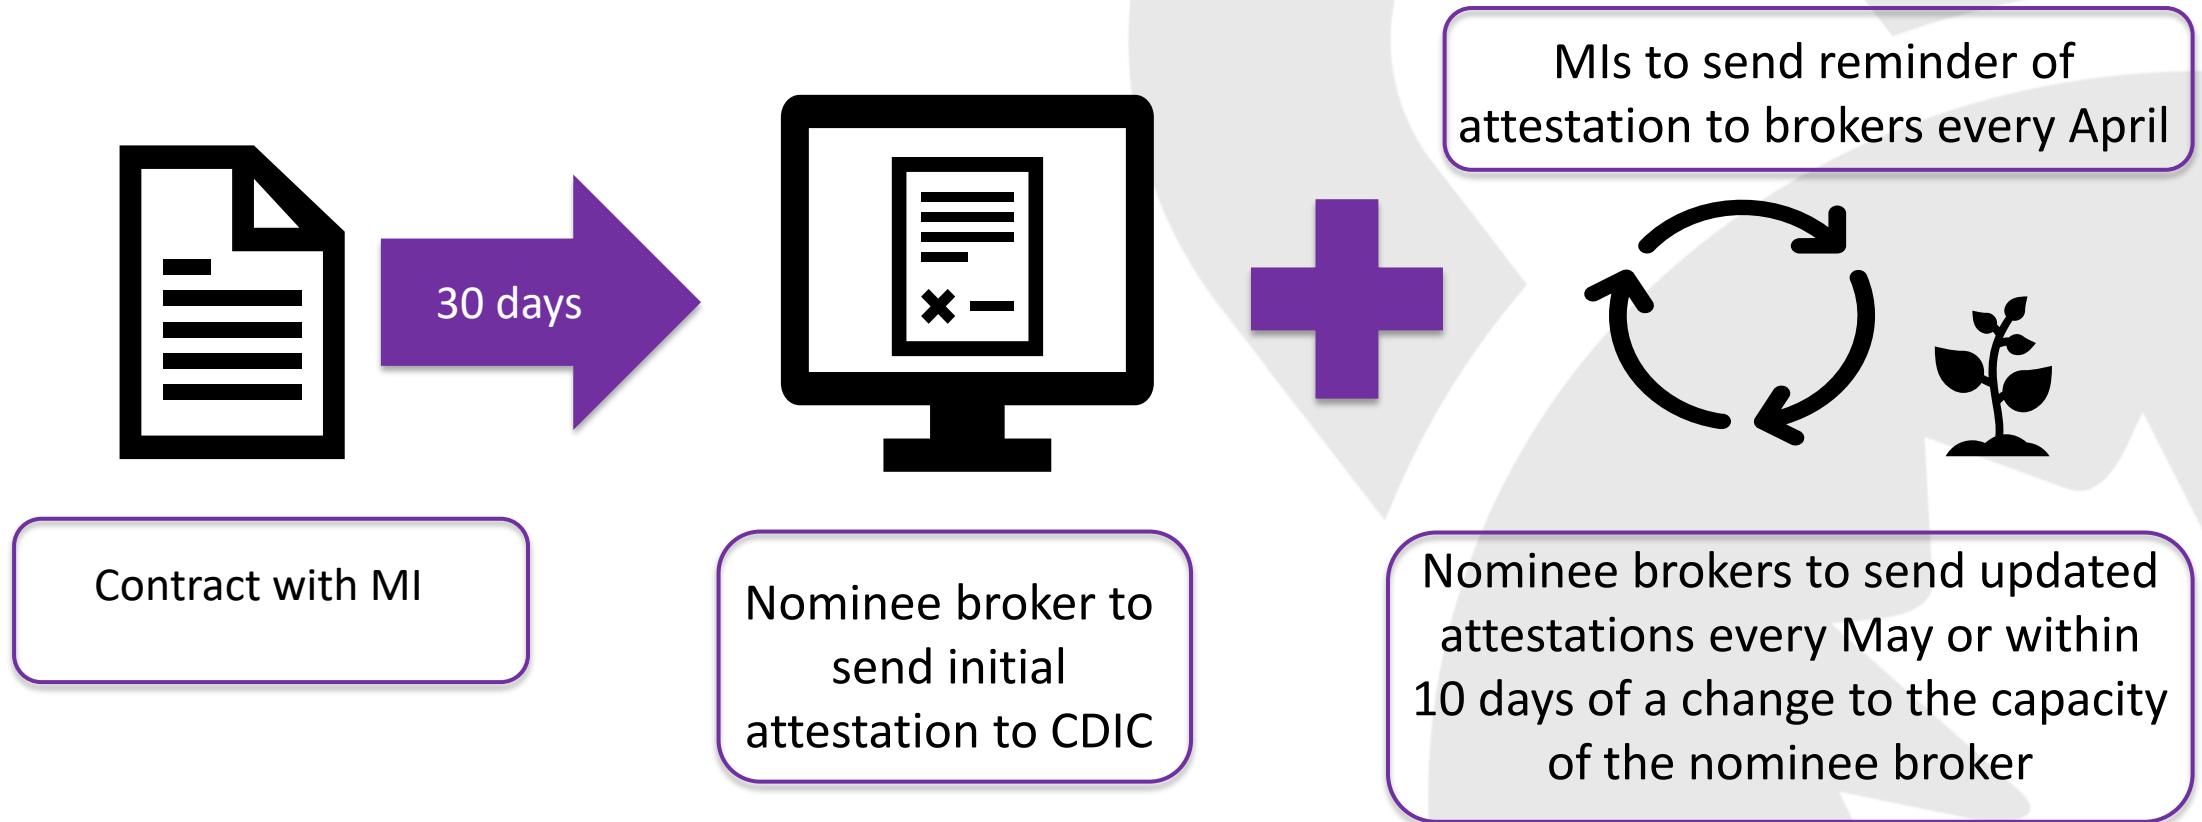 MIs to send reminder of
attestation to brokers every April
30 days
Contract with MI
Nominee broker to
send initial
attestation to CDIC
Nominee brokers to send updated
attestations every May or within
10 days of a change to the capacity
of the nominee broker